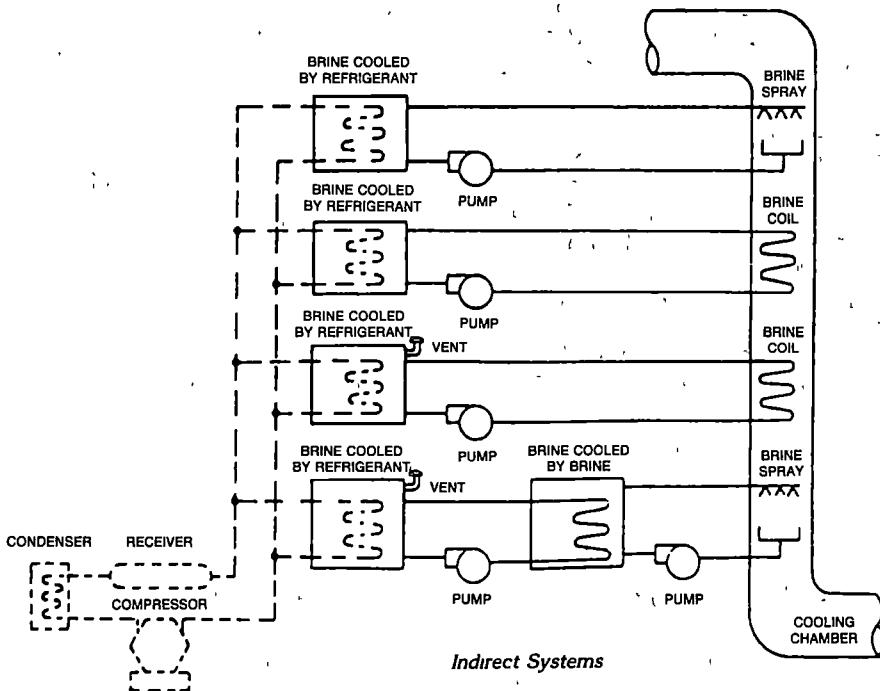 BRINE COOLED
BY REFRIGERANT
BRINE
SPRAY
PUMP
BRINE COOLED
BY REFRIGERANT
BRINE
COIL
PUMP
BRINE COOLED
BY REFRIGERANT
VENT
BRINE
COIL
PUMP
BRINE COOLED
BY REFRIGERANT
VENT
BRINE COOLED
BY BRINE
BRINE
SPRAY
CONDENSER
RECEIVER
COMPRESSOR
PUMP
PUMP
COOLING
CHAMBER
Indirect Systems